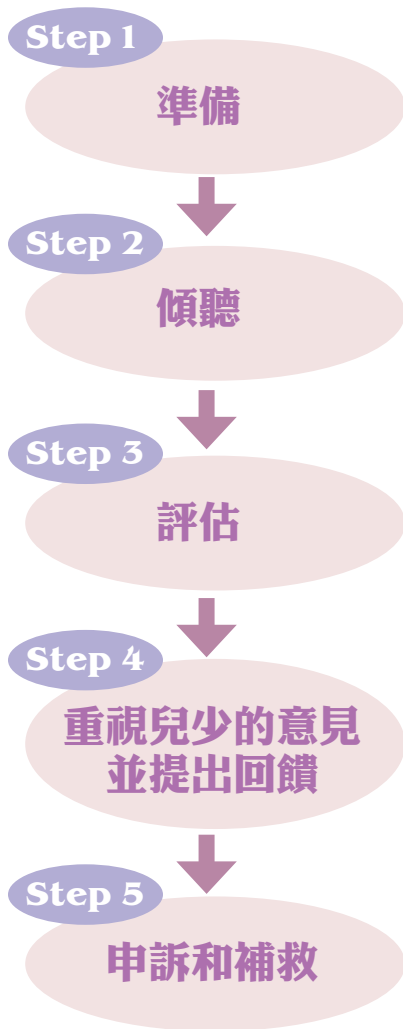 Step 1
準備
Step 2
傾聽
Step 3
評估
Step 4
重視兒少的意見
並提出回饋
Step 5
申訴和補救